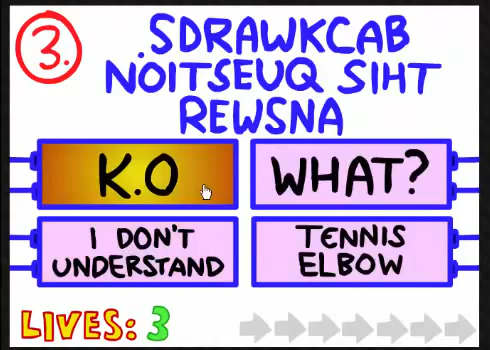 3.
.SDRAWKCAB
NOITSEUQ SIHT
REWSNA
K.O
WHAT?
I DON'T
UNDERSTAND
TENNIS
ELBOW
LIVES: 3